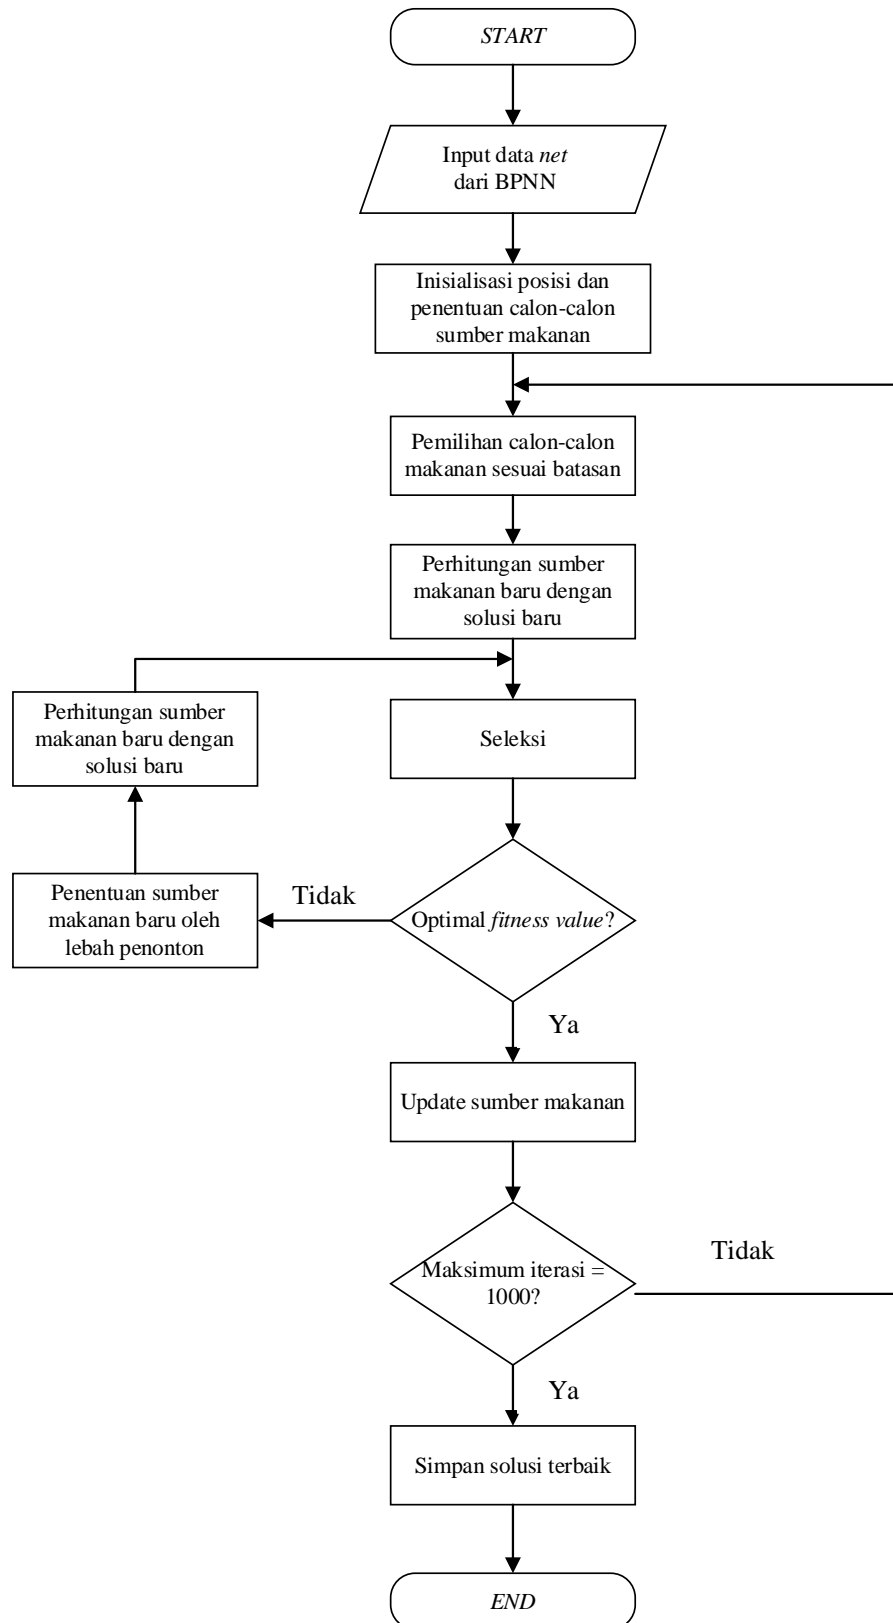 START
Input data net
dari BPNN
Inisialisasi posisi dan
penentuan calon-calon
sumber makanan
Pemilihan calon-calon
makanan sesuai batasan
Perhitungan sumber
makanan baru dengan
solusi baru
Perhitungan sumber
makanan baru dengan
solusi baru
Seleksi
Penentuan sumber
makanan baru oleh
lebah penonton
Tidak
Optimal fitness value?
Ya
Update sumber makanan
Maksimum iterasi =
1000?
Tidak
Ya
Simpan solusi terbaik
END